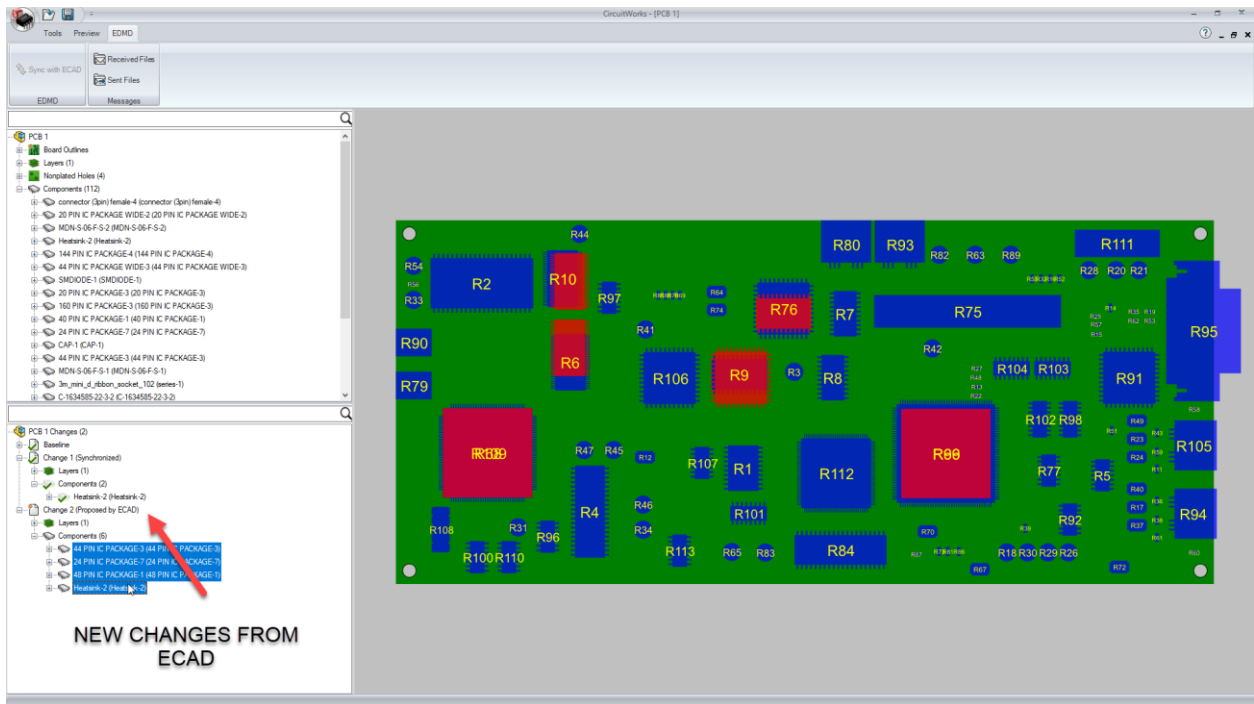 CircuitWorks - [PCB 1]
Tools Preview EDMD
Sync with ECAD
Received Files
Sent Files
EDMD
Messages
PCB 1
Board Outlines
Layers (1)
Nonplated Holes (4)
Components (112)
connector (3pin) female-4 (connector (3pin) female-4)
20 PIN IC PACKAGE WIDE-2 (20 PIN IC PACKAGE WIDE-2)
MDN-S-06-F-S-2 (MDN-S-06-F-S-2)
Heatsink-2 (Heatsink-2)
144 PIN IC PACKAGE-4 (144 PIN IC PACKAGE-4)
44 PIN IC PACKAGE WIDE-3 (44 PIN IC PACKAGE WIDE-3)
SMDIODE-1 (SMDIODE-1)
20 PIN IC PACKAGE-3 (20 PIN IC PACKAGE-3)
160 PIN IC PACKAGE-3 (160 PIN IC PACKAGE-3)
40 PIN IC PACKAGE-1 (40 PIN IC PACKAGE-1)
24 PIN IC PACKAGE-7 (24 PIN IC PACKAGE-7)
CAP-1 (CAP-1)
44 PIN IC PACKAGE-3 (44 PIN IC PACKAGE-3)
MDN-S-06-F-S-1 (MDN-S-06-F-S-1)
3m_mini_d_ribbon_socket_102 (series-1)
C-1634585-22-3-2 (C-1634585-22-3-2)
PCB 1 Changes (2)
Baseline
Change 1 (Synchronized)
Layers (1)
Components (2)
Heatsink-2 (Heatsink-2)
Change 2 (Proposed by ECAD)
Layers (1)
Components (6)
44 PIN IC PACKAGE-3 (44 PIN IC PACKAGE-3)
24 PIN IC PACKAGE-7 (24 PIN IC PACKAGE-7)
48 PIN IC PACKAGE-1 (48 PIN IC PACKAGE-1)
Heatsink-2
NEW CHANGES FROM
ECAD
R44
R80 R93 R82 R63 R89 R111
R54 R2 R10 R28 R20 R21
R56
R33 R97 R64
R74 R76 R7 R75
R41 R95
R90 R6 R42
R79 R106 R9 R3 R8 R104 R103 R91
R102 R98 R49
R23
R47 R45 R12 R24 R105
R107 R1 R112 R77 R5
R40
R46 R17
R4 R101 R94
R108 R31 R96 R34 R70 R92 R37
R100 R110 R113 R65 R83 R84 R18 R30 R29 R26
R67 R72